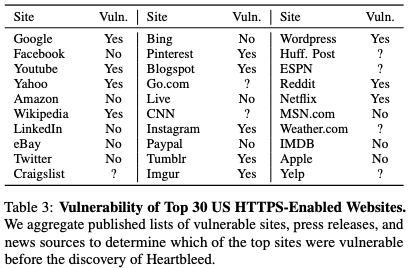 Site Vuln. Site Vuln. Site Vuln.
Google Yes Bing No Wordpress Yes
Facebook No Pinterest Yes Huff. Post ?
Youtube Yes Blogspot Yes ESPN ?
Yahoo Yes Go.com ? Reddit Yes
Amazon No Live No Netflix Yes
Wikipedia Yes CNN ? MSN.com No
LinkedIn No Instagram Yes Weather.com ?
eBay No Paypal No IMDB No
Twitter No Tumblr Yes Apple No
Craigslist ? Imgur Yes Yelp ?
Table 3: Vulnerability of Top 30 US HTTPS-Enabled Websites.
We aggregate published lists of vulnerable sites, press releases, and
news sources to determine which of the top sites were vulnerable
before the discovery of Heartbleed.